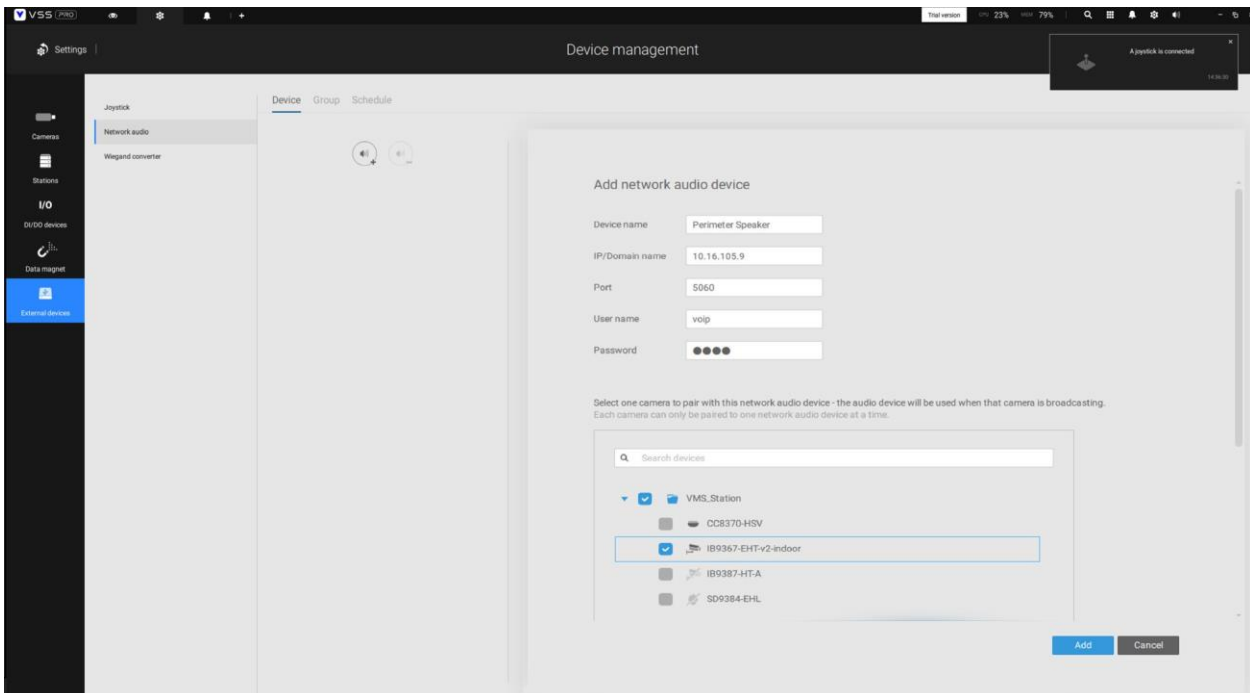 VSS PRO
Trial version
CPU 23% MEM 79%
Settings
Device management
A joystick is connected
14:36:30
Cameras
Stations
I/O
DI/DO devices
Data magnet
External devices
Joystick
Network audio
Wiegand converter
Device Group Schedule
Add network audio device
Device name Perimeter Speaker
IP/Domain name 10.16.105.9
Port 5060
User name voip
Password
Select one camera to pair with this network audio device - the audio device will be used when that camera is broadcasting.
Each camera can only be paired to one network audio device at a time.
Search devices
VMS_Station
CC8370-HSV
IB9367-EHT-v2-indoor
IB9387-HT-A
SD9384-EHL
Add Cancel